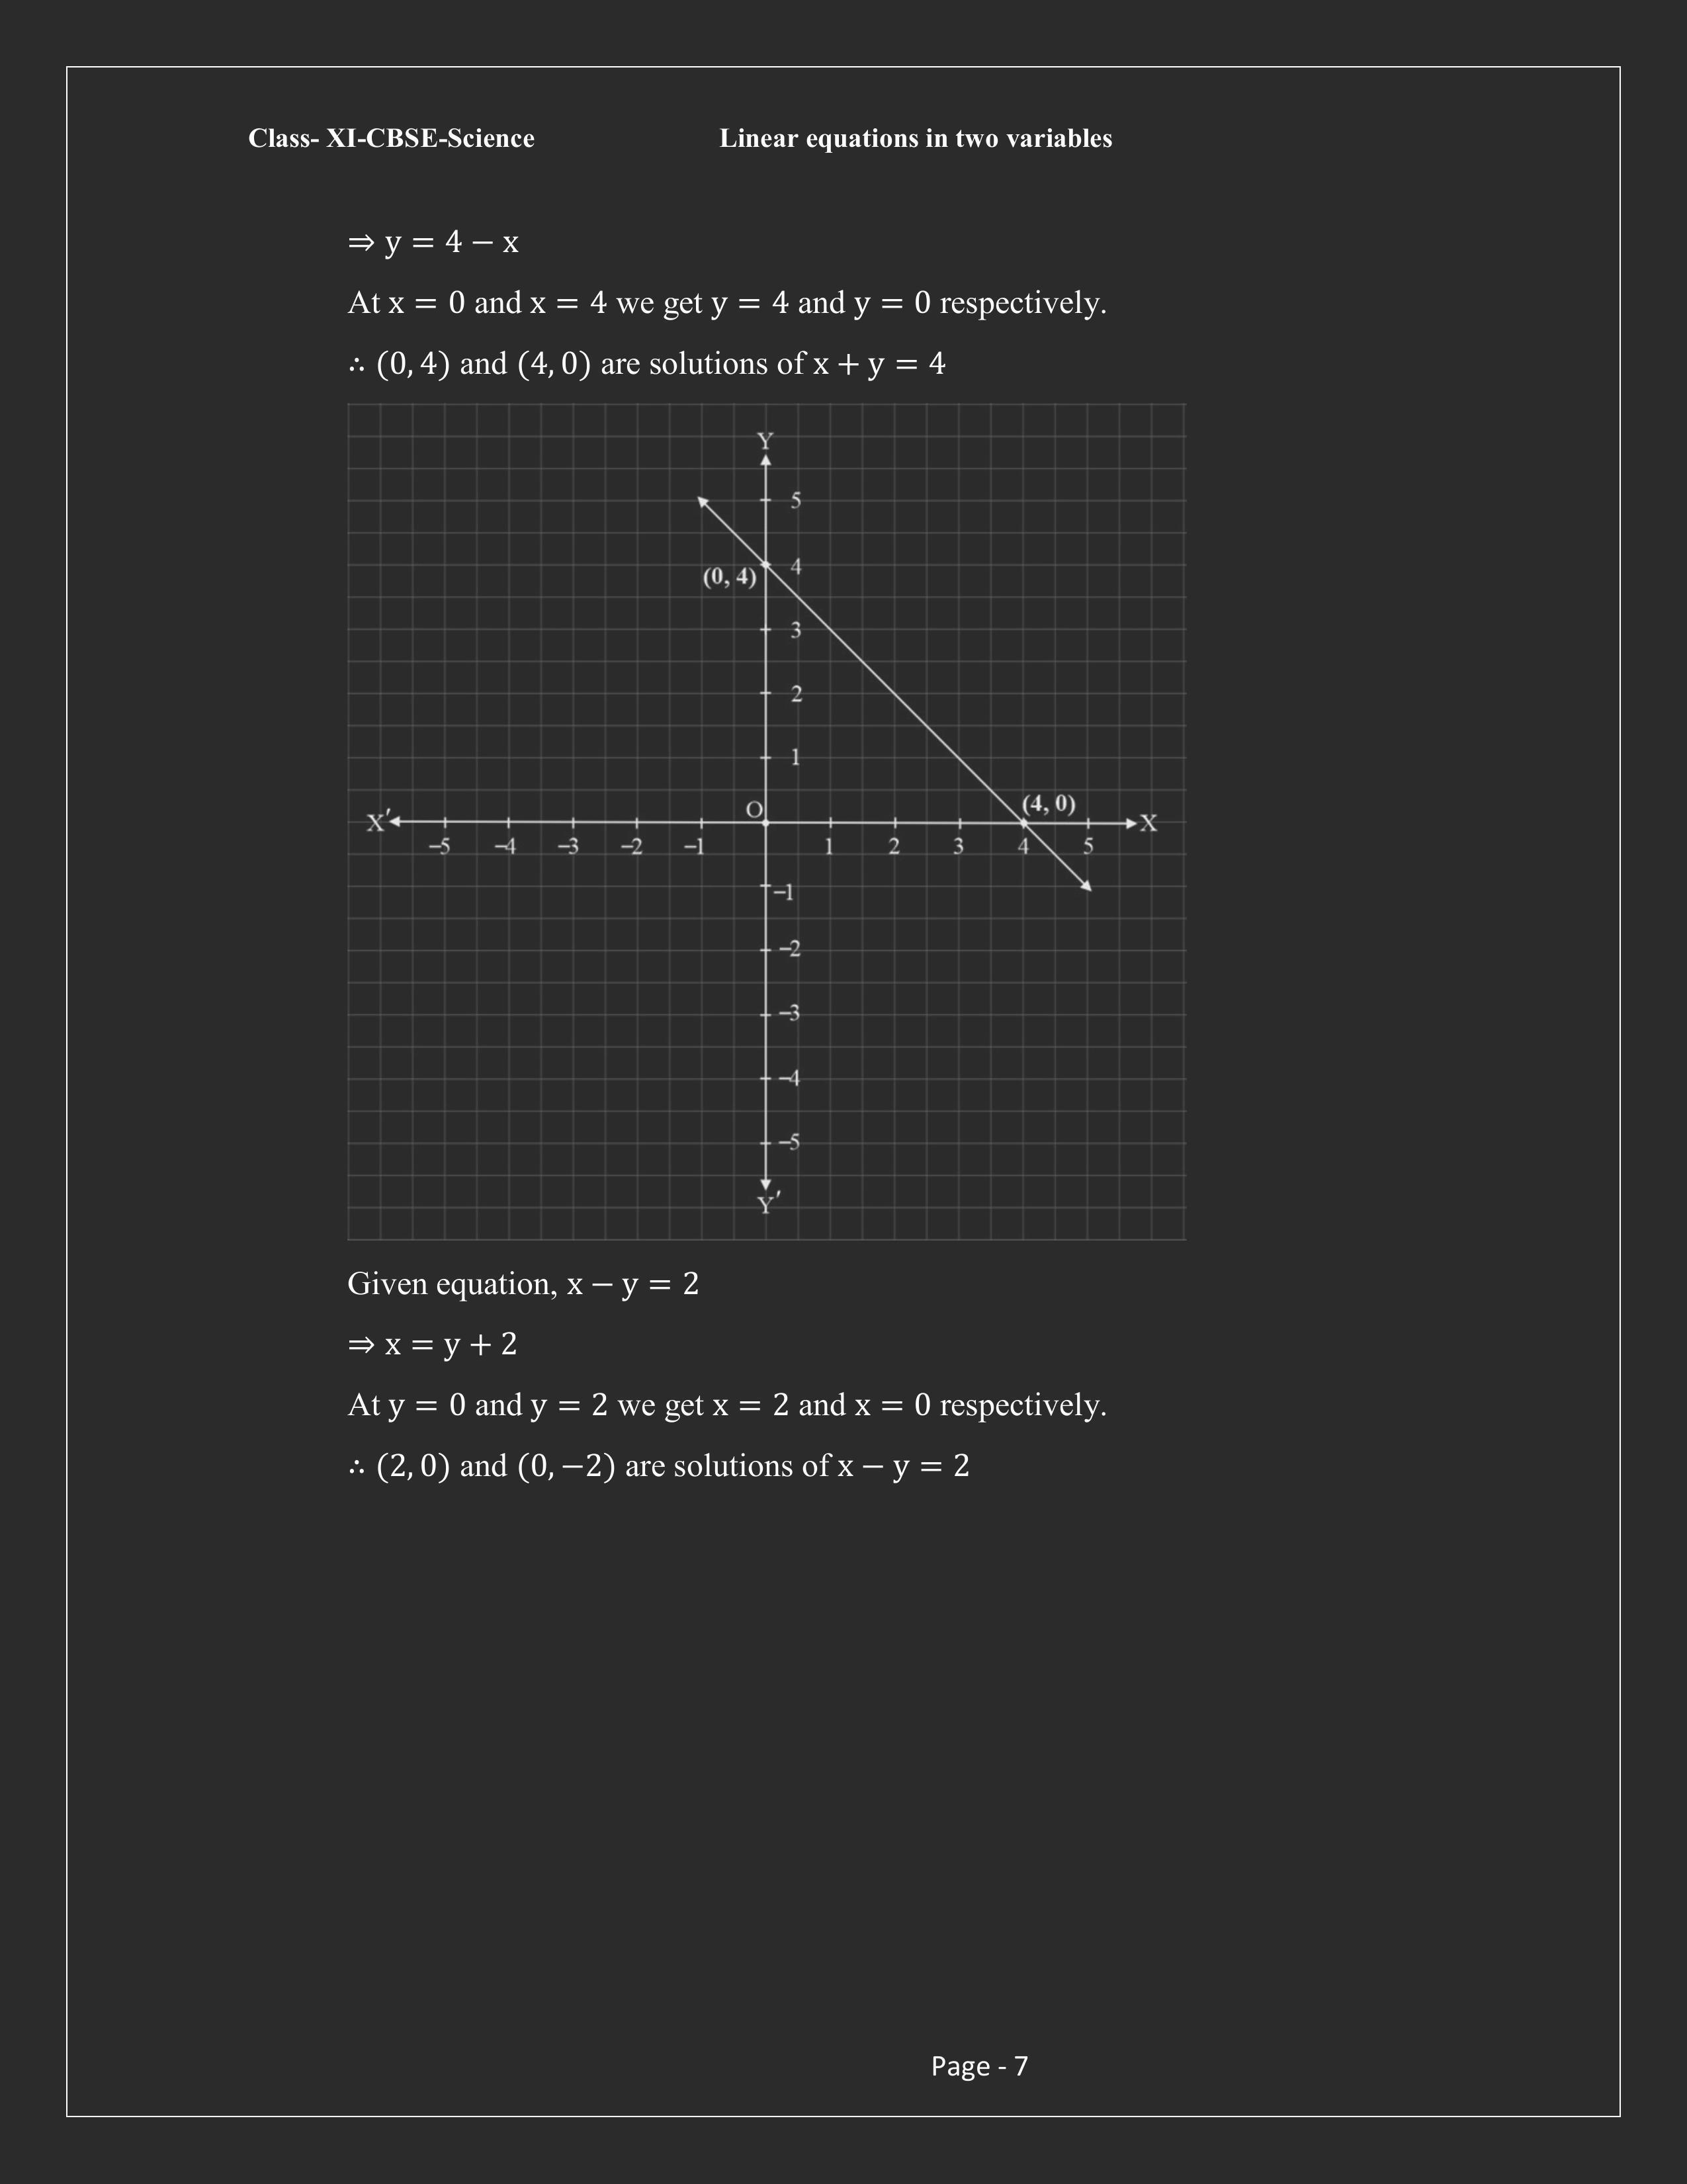 Class- XI-CBSE-Science Linear equations in two variables
⇒ y = 4 − x
At x = 0 and x = 4 we get y = 4 and y = 0 respectively.
∴ (0, 4) and (4, 0) are solutions of x + y = 4
Y
5
4
(0, 4)
3
2
1
O (4, 0)
X′ X
−5 −4 −3 −2 −1 1 2 3 4 5
−1
−2
−3
−4
−5
Y′
Given equation, x − y = 2
⇒ x = y + 2
At y = 0 and y = 2 we get x = 2 and x = 0 respectively.
∴ (2, 0) and (0, −2) are solutions of x − y = 2
Page - 7